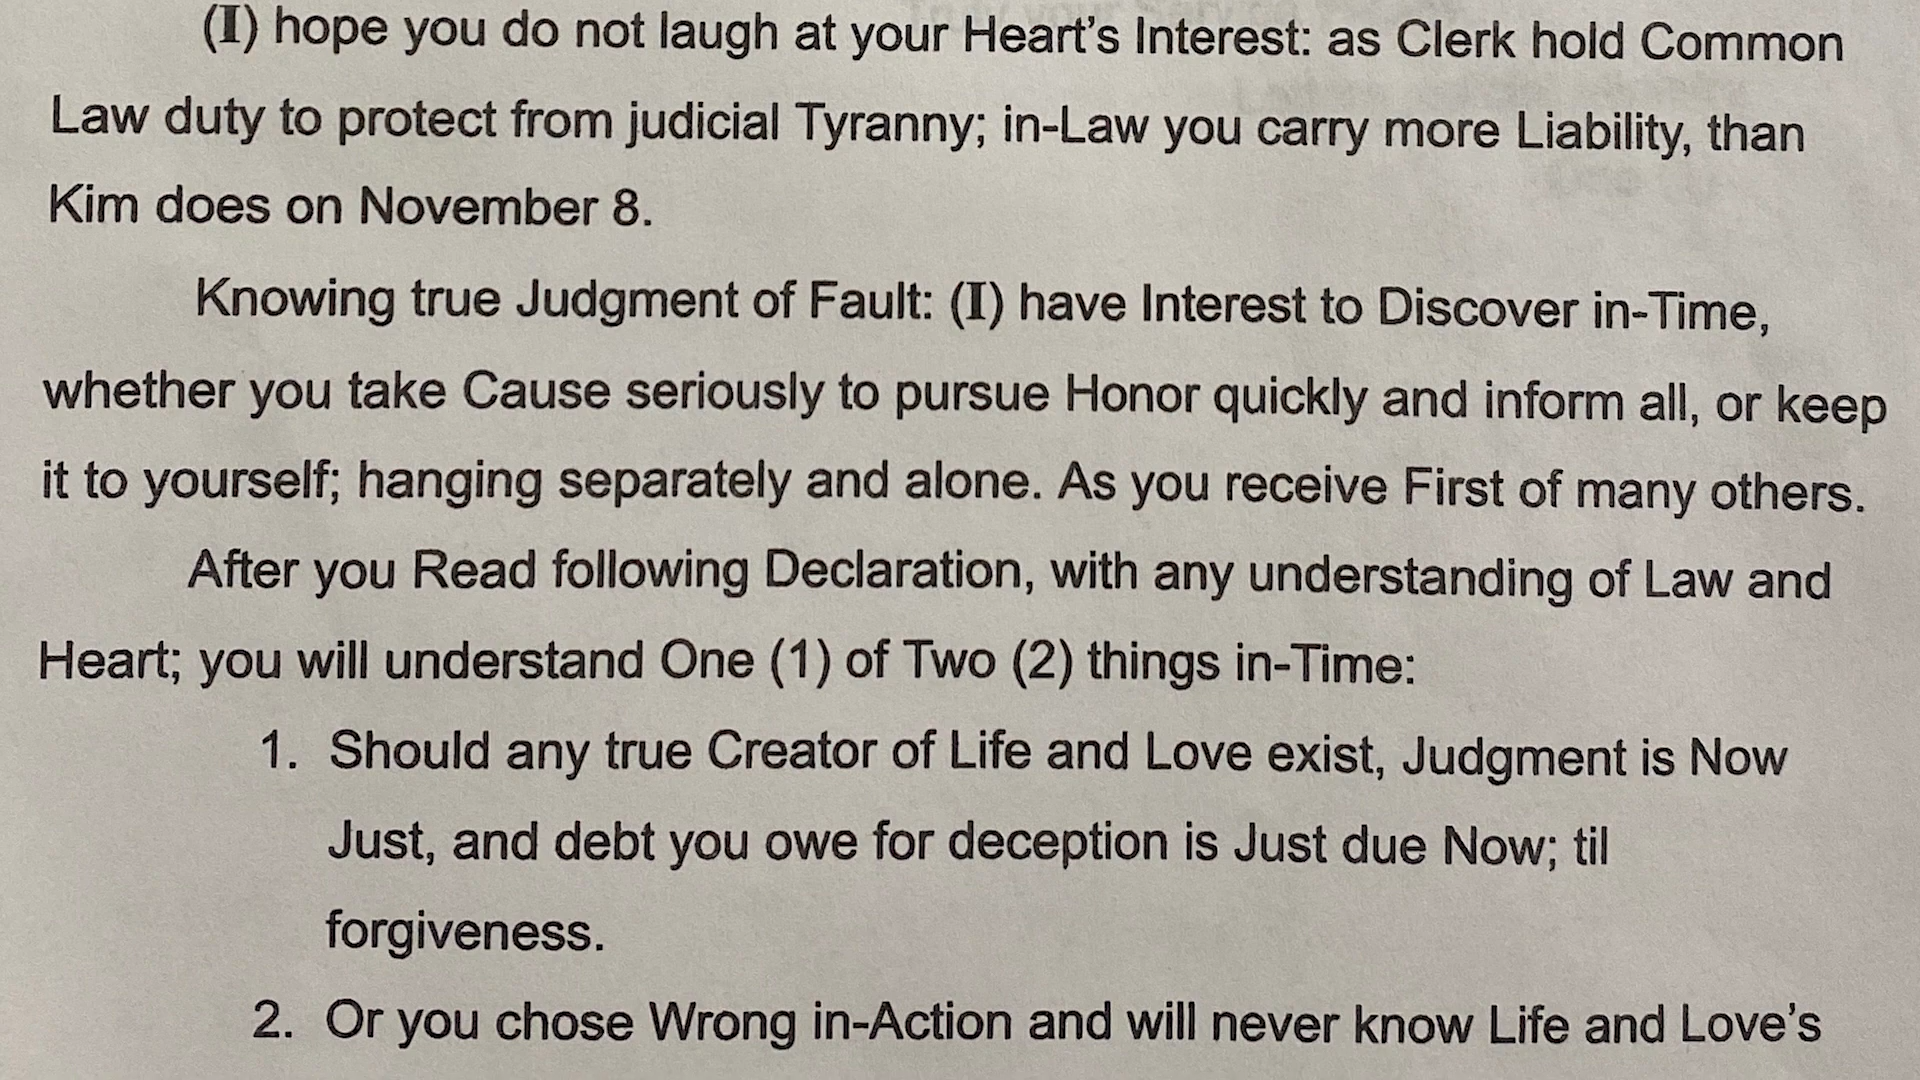 (I) hope you do not laugh at your Heart's Interest: as Clerk hold Common
Law duty to protect from judicial Tyranny; in-Law you carry more Liability, than
Kim does on November 8.
Knowing true Judgment of Fault: (I) have Interest to Discover in-Time,
whether you take Cause seriously to pursue Honor quickly and inform all, or keep
it to yourself; hanging separately and alone. As you receive First of many others.
After you Read following Declaration, with any understanding of Law and
Heart; you will understand One (1) of Two (2) things in-Time:
1. Should any true Creator of Life and Love exist, Judgment is Now
Just, and debt you owe for deception is Just due Now; til
forgiveness.
2. Or you chose Wrong in-Action and will never know Life and Love's